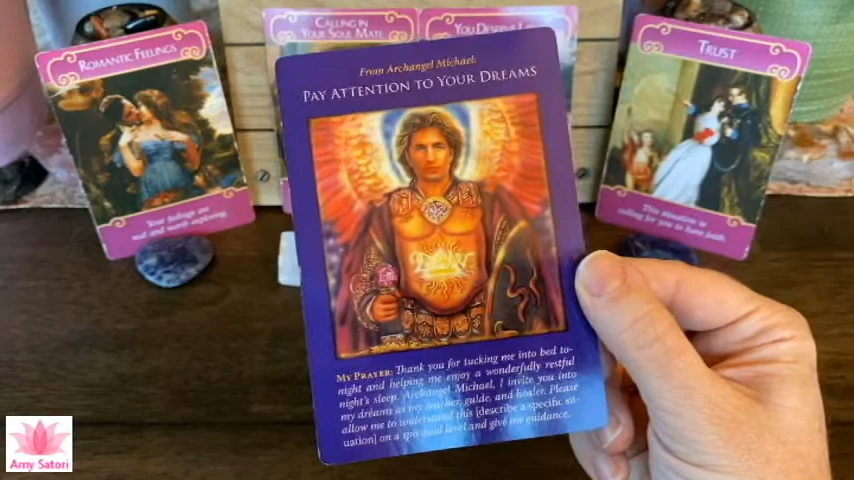 ROMANTIC FEELINGS
Your feelings are
real and worth exploring.
CALLING IN
YOUR SOUL MATE
YOU DESERVE
TRUST
This situation is
calling for you to have faith.
From Archangel Michael:
PAY ATTENTION TO YOUR DREAMS
MY PRAYER: Thank you for tucking me into bed to-
night and helping me enjoy a wonderfully restful
night's sleep. Archangel Michael, I invite you into
my dreams as my teacher, guide, and healer. Please
allow me to understand this [describe a specific sit-
uation] on a spiritual level and give me guidance.
Amy Satori